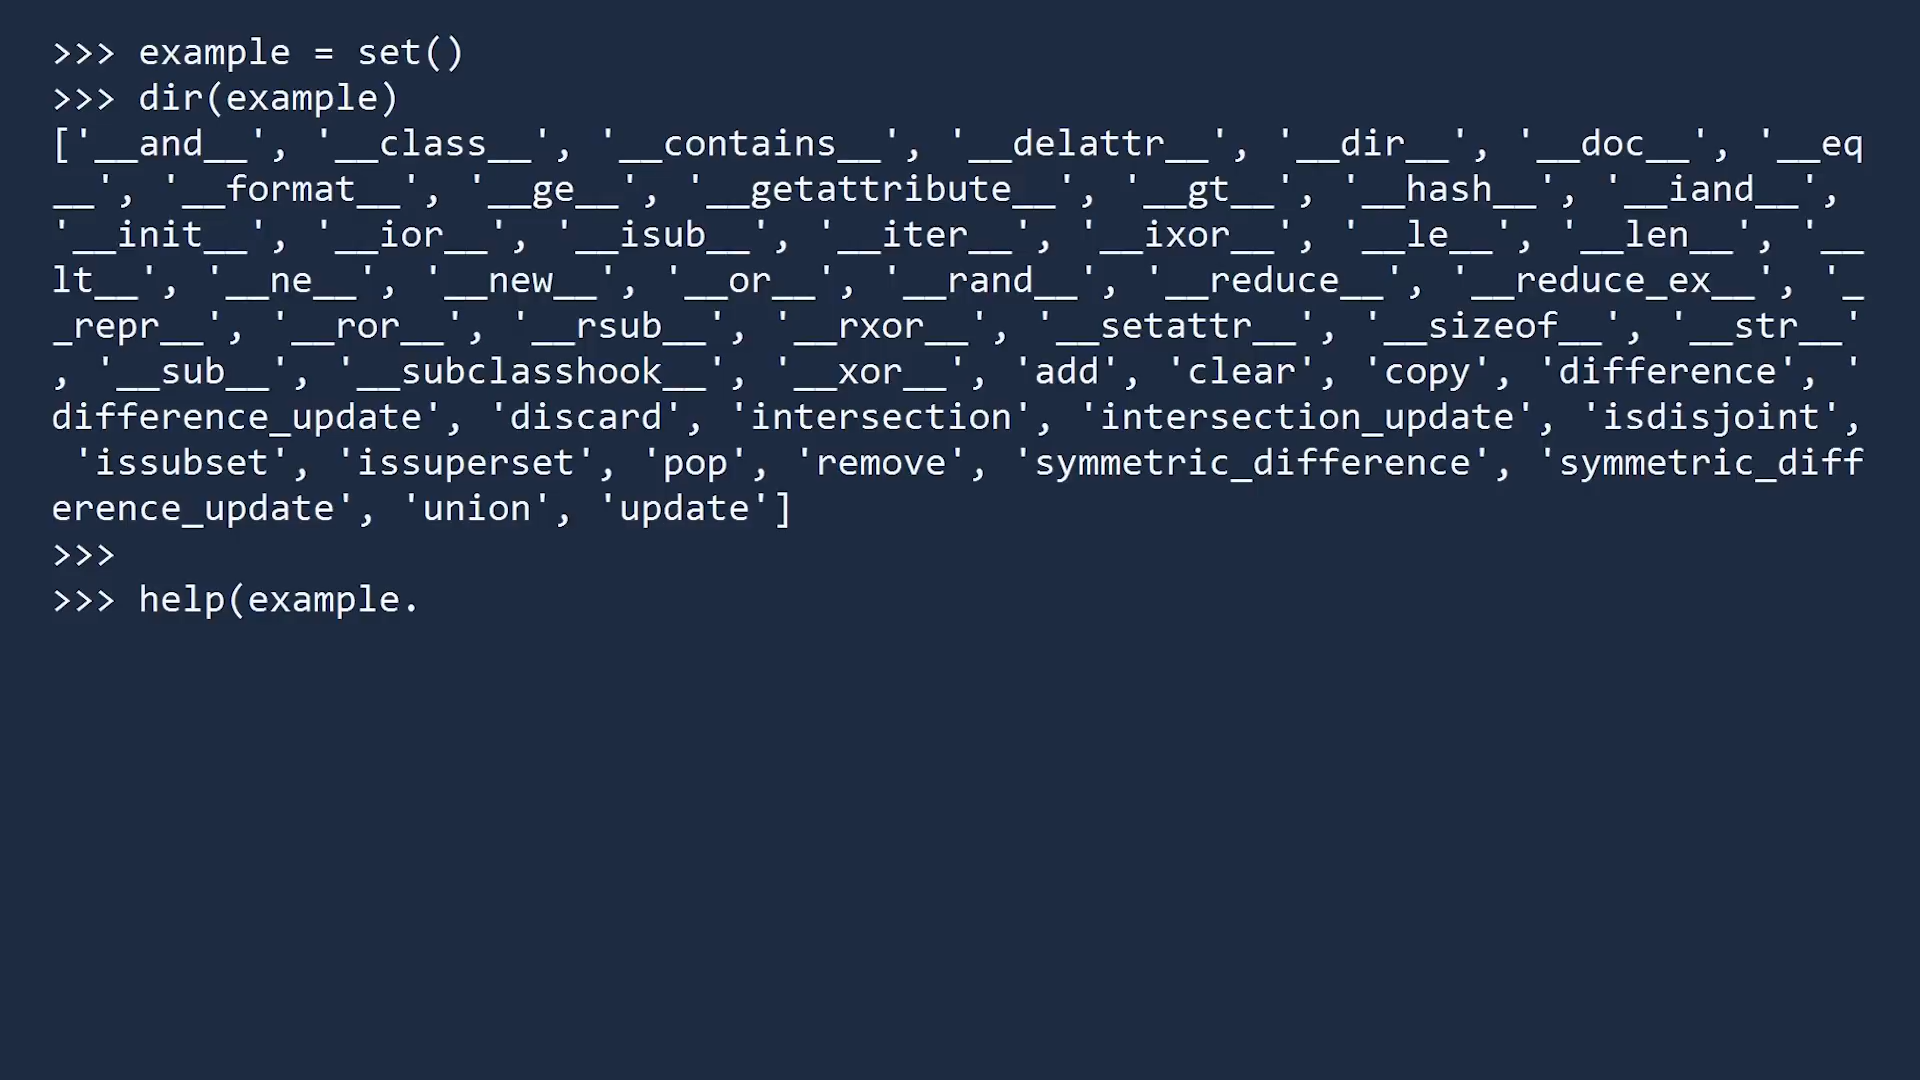 >>> example = set()
>>> dir(example)
['__and__', '__class__', '__contains__', '__delattr__', '__dir__', '__doc__', '__eq
__', '__format__', '__ge__', '__getattribute__', '__gt__', '__hash__', '__iand__',
'__init__', '__ior__', '__isub__', '__iter__', '__ixor__', '__le__', '__len__', '__
lt__', '__ne__', '__new__', '__or__', '__rand__', '__reduce__', '__reduce_ex__', '_
_repr__', '__ror__', '__rsub__', '__rxor__', '__setattr__', '__sizeof__', '__str__'
, '__sub__', '__subclasshook__', '__xor__', 'add', 'clear', 'copy', 'difference', '
difference_update', 'discard', 'intersection', 'intersection_update', 'isdisjoint',
 'issubset', 'issuperset', 'pop', 'remove', 'symmetric_difference', 'symmetric_diff
erence_update', 'union', 'update']
>>>
>>> help(example.